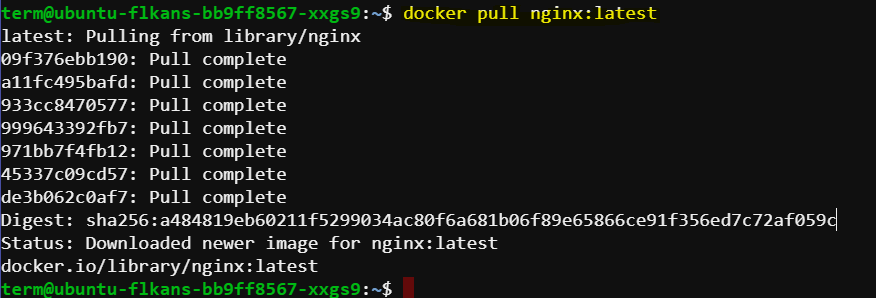 term@ubuntu-flkans-bb9ff8567-xxgs9:~$ docker pull nginx:latest
latest: Pulling from library/nginx
09f376ebb190: Pull complete
a11fc495bafd: Pull complete
933cc8470577: Pull complete
999643392fb7: Pull complete
971bb7f4fb12: Pull complete
45337c09cd57: Pull complete
de3b062c0af7: Pull complete
Digest: sha256:a484819eb60211f5299034ac80f6a681b06f89e65866ce91f356ed7c72af059c
Status: Downloaded newer image for nginx:latest
docker.io/library/nginx:latest
term@ubuntu-flkans-bb9ff8567-xxgs9:~$